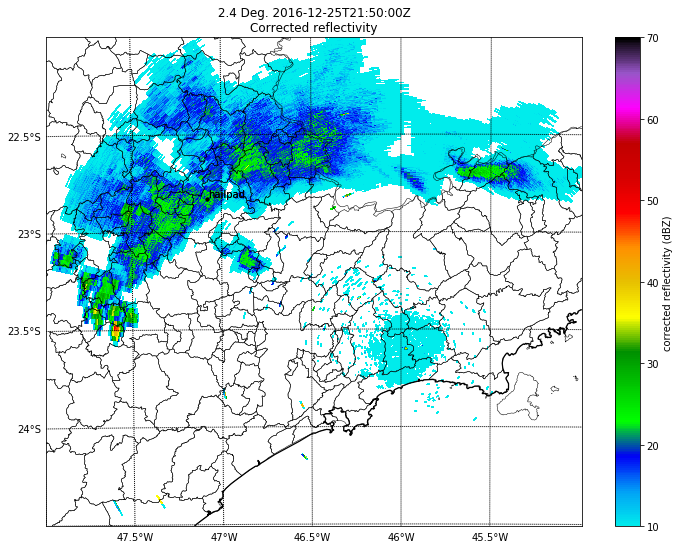 2.4 Deg. 2016-12-25T21:50:00Z
Corrected reflectivity
70
60
50
40
30
20
10
corrected reflectivity (dBZ)
22.5°S
23°S
23.5°S
24°S
hailpad
47.5°W
47°W
46.5°W
46°W
45.5°W